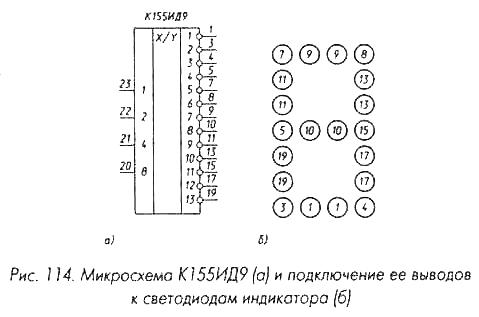 К155ИД9
X/Y
23 1
22 2
21 4
20 8
1 1
2 3
3 4
4 5
5 7
6 8
7 9
8 10
9 11
10 13
11 15
12 17
13 19
а)
7 9 9 8
11 13
11 13
5 10 10 15
19 17
19 17
3 1 1 4
б)
Рис. 114. Микросхема К155ИД9 (а) и подключение ее выводов
к светодиодам индикатора (б)